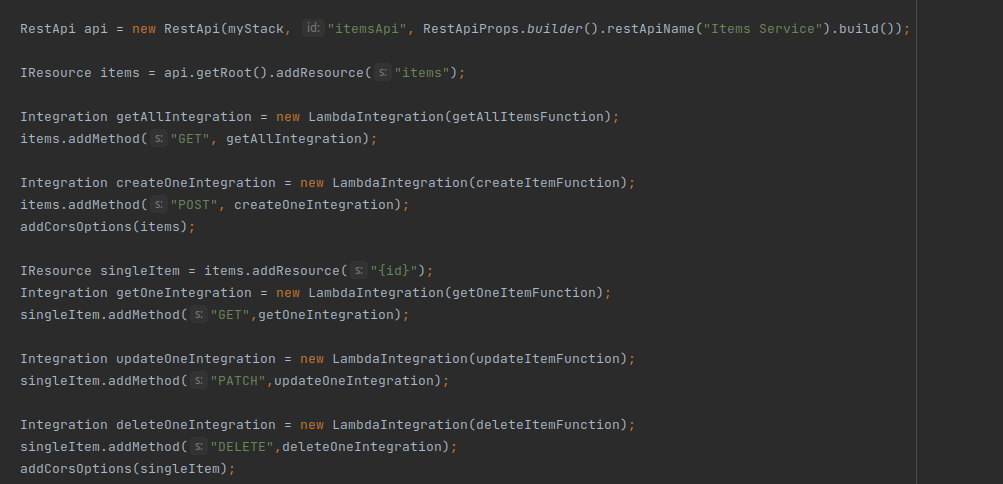 RestApi api = new RestApi(myStack, id: "itemsApi", RestApiProps.builder().restApiName("Items Service").build());
IResource items = api.getRoot().addResource( s: "items");
Integration getAllIntegration = new LambdaIntegration(getAllItemsFunction);
items.addMethod( s: "GET", getAllIntegration);
Integration createOneIntegration = new LambdaIntegration(createItemFunction);
items.addMethod( s: "POST", createOneIntegration);
addCorsOptions(items);
IResource singleItem = items.addResource( s: "{id}");
Integration getOneIntegration = new LambdaIntegration(getOneItemFunction);
singleItem.addMethod( s: "GET",getOneIntegration);
Integration updateOneIntegration = new LambdaIntegration(updateItemFunction);
singleItem.addMethod( s: "PATCH",updateOneIntegration);
Integration deleteOneIntegration = new LambdaIntegration(deleteItemFunction);
singleItem.addMethod( s: "DELETE",deleteOneIntegration);
addCorsOptions(singleItem);